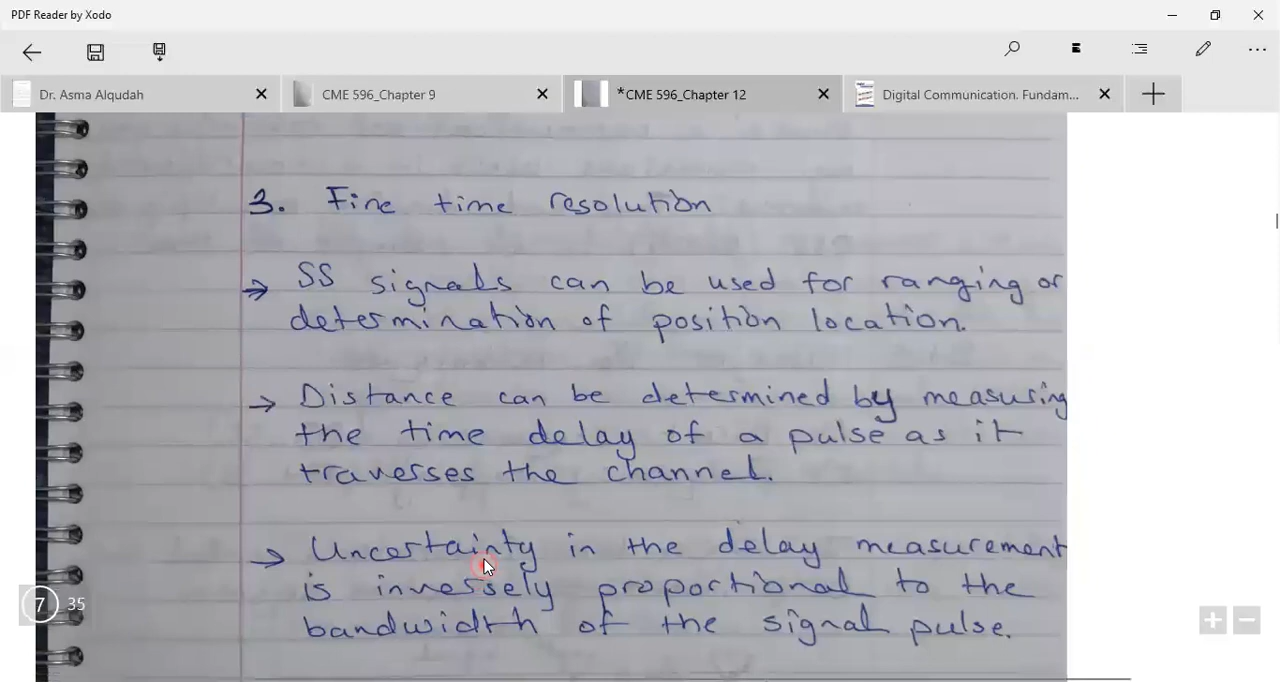 PDF Reader by Xodo
Dr. Asma Alqudah
CME 596_Chapter 9
*CME 596_Chapter 12
Digital Communication. Fundam...
3. Fine time resolution
→ SS signals can be used for ranging or
determination of position location.
→ Distance can be determined by measuring
the time delay of a pulse as it
traverses the channel.
→ Uncertainty in the delay measurement
is inversely proportional to the
bandwidth of the signal pulse.
7 35